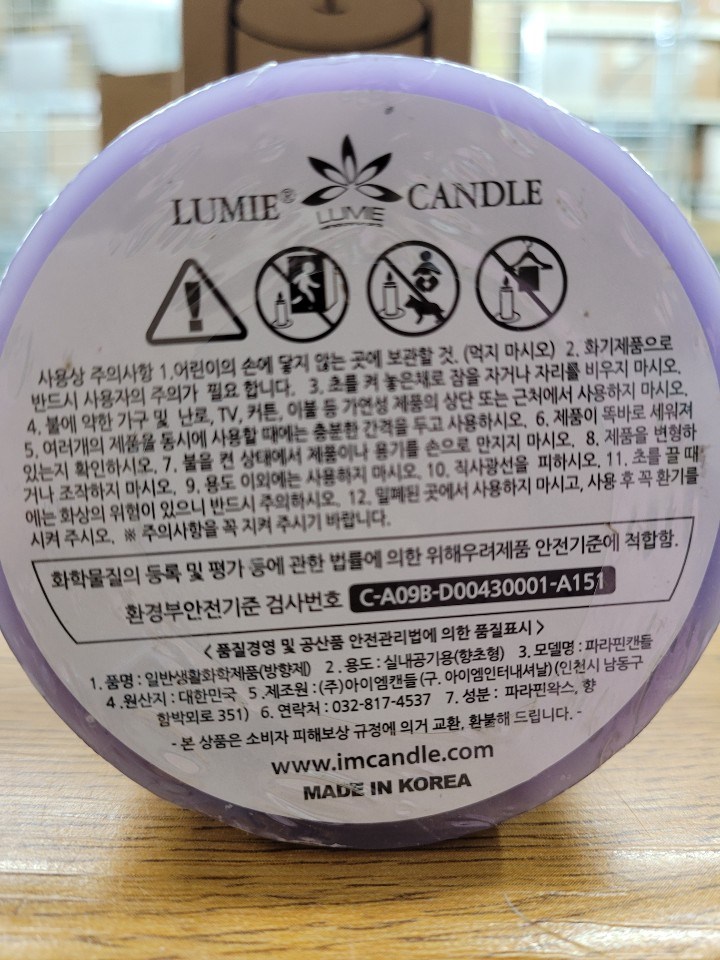 LUMIE® LUMIE CANDLE
사용상 주의사항 1.어린이의 손에 닿지 않는 곳에 보관할 것. (먹지 마시오) 2. 화기제품으로
반드시 사용자의 주의가 필요 합니다. 3. 초를 켜 놓은채로 잠을 자거나 자리를 비우지 마시오.
4. 불에 약한 가구 및 난로, TV, 커튼, 이불 등 가연성 제품의 상단 또는 근처에서 사용하지 마시오.
5. 여러개의 제품을 동시에 사용할 때에는 충분한 간격을 두고 사용하시오. 6. 제품이 똑바로 세워져
있는지 확인하시오. 7. 불을 켠 상태에서 제품이나 용기를 손으로 만지지 마시오. 8. 제품을 변형하
거나 조작하지 마시오. 9. 용도 이외에는 사용하지 마시오. 10. 직사광선을 피하시오. 11. 초를 끌 때
에는 화상의 위험이 있으니 반드시 주의하시오. 12. 밀폐된 곳에서 사용하지 마시고, 사용 후 꼭 환기를
시켜 주시오. ※ 주의사항을 꼭 지켜 주시기 바랍니다.
화학물질의 등록 및 평가 등에 관한 법률에 의한 위해우려제품 안전기준에 적합함.
환경부안전기준 검사번호 C-A09B-D00430001-A151
< 품질경영 및 공산품 안전관리법에 의한 품질표시 >
1. 품명 : 일반생활화학제품(방향제) 2 . 용도 : 실내공기용(향초형) 3. 모델명 : 파라핀캔들
4 .원산지 : 대한민국 5 . 제조원 : (주)아이엠캔들 (구. 아이엠인터내셔날) (인천시 남동구
함박뫼로 351) 6. 연락처 : 032-817-4537 7. 성분 : 파라핀왁스, 향
- 본 상품은 소비자 피해보상 규정에 의거 교환, 환불해 드립니다. -
www.imcandle.com
MADE IN KOREA